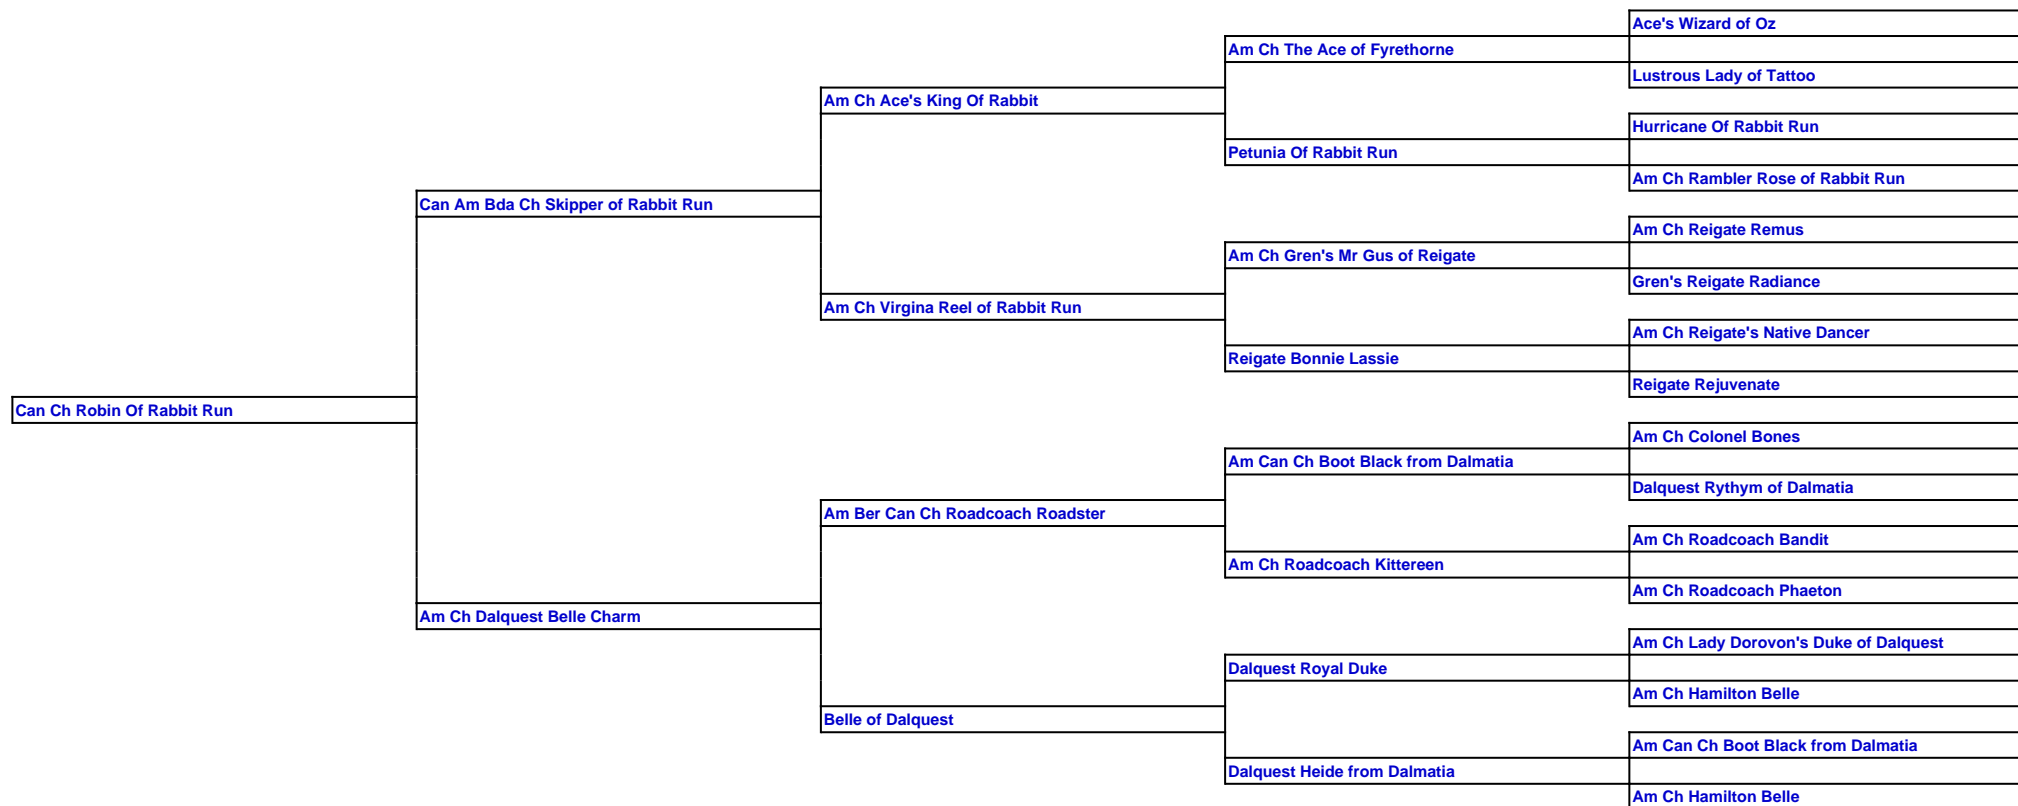 Ace's Wizard of Oz
Am Ch The Ace of Fyrethorne
Lustrous Lady of Tattoo
Am Ch Ace's King Of Rabbit
Hurricane Of Rabbit Run
Petunia Of Rabbit Run
Am Ch Rambler Rose of Rabbit Run
Can Am Bda Ch Skipper of Rabbit Run
Am Ch Reigate Remus
Am Ch Gren's Mr Gus of Reigate
Gren's Reigate Radiance
Am Ch Virgina Reel of Rabbit Run
Am Ch Reigate's Native Dancer
Reigate Bonnie Lassie
Reigate Rejuvenate
Can Ch Robin Of Rabbit Run
Am Ch Colonel Bones
Am Can Ch Boot Black from Dalmatia
Dalquest Rythym of Dalmatia
Am Ber Can Ch Roadcoach Roadster
Am Ch Roadcoach Bandit
Am Ch Roadcoach Kittereen
Am Ch Roadcoach Phaeton
Am Ch Dalquest Belle Charm
Am Ch Lady Dorovon's Duke of Dalquest
Dalquest Royal Duke
Am Ch Hamilton Belle
Belle of Dalquest
Am Can Ch Boot Black from Dalmatia
Dalquest Heide from Dalmatia
Am Ch Hamilton Belle